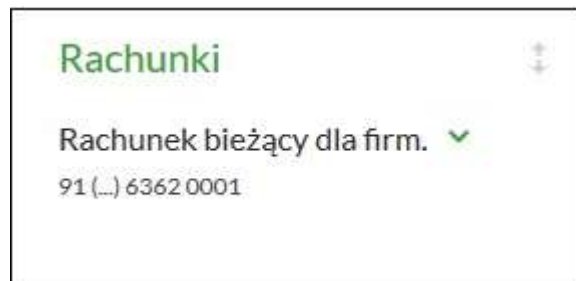 Rachunki
Rachunek bieżący dla firm.
91 (...) 6362 0001